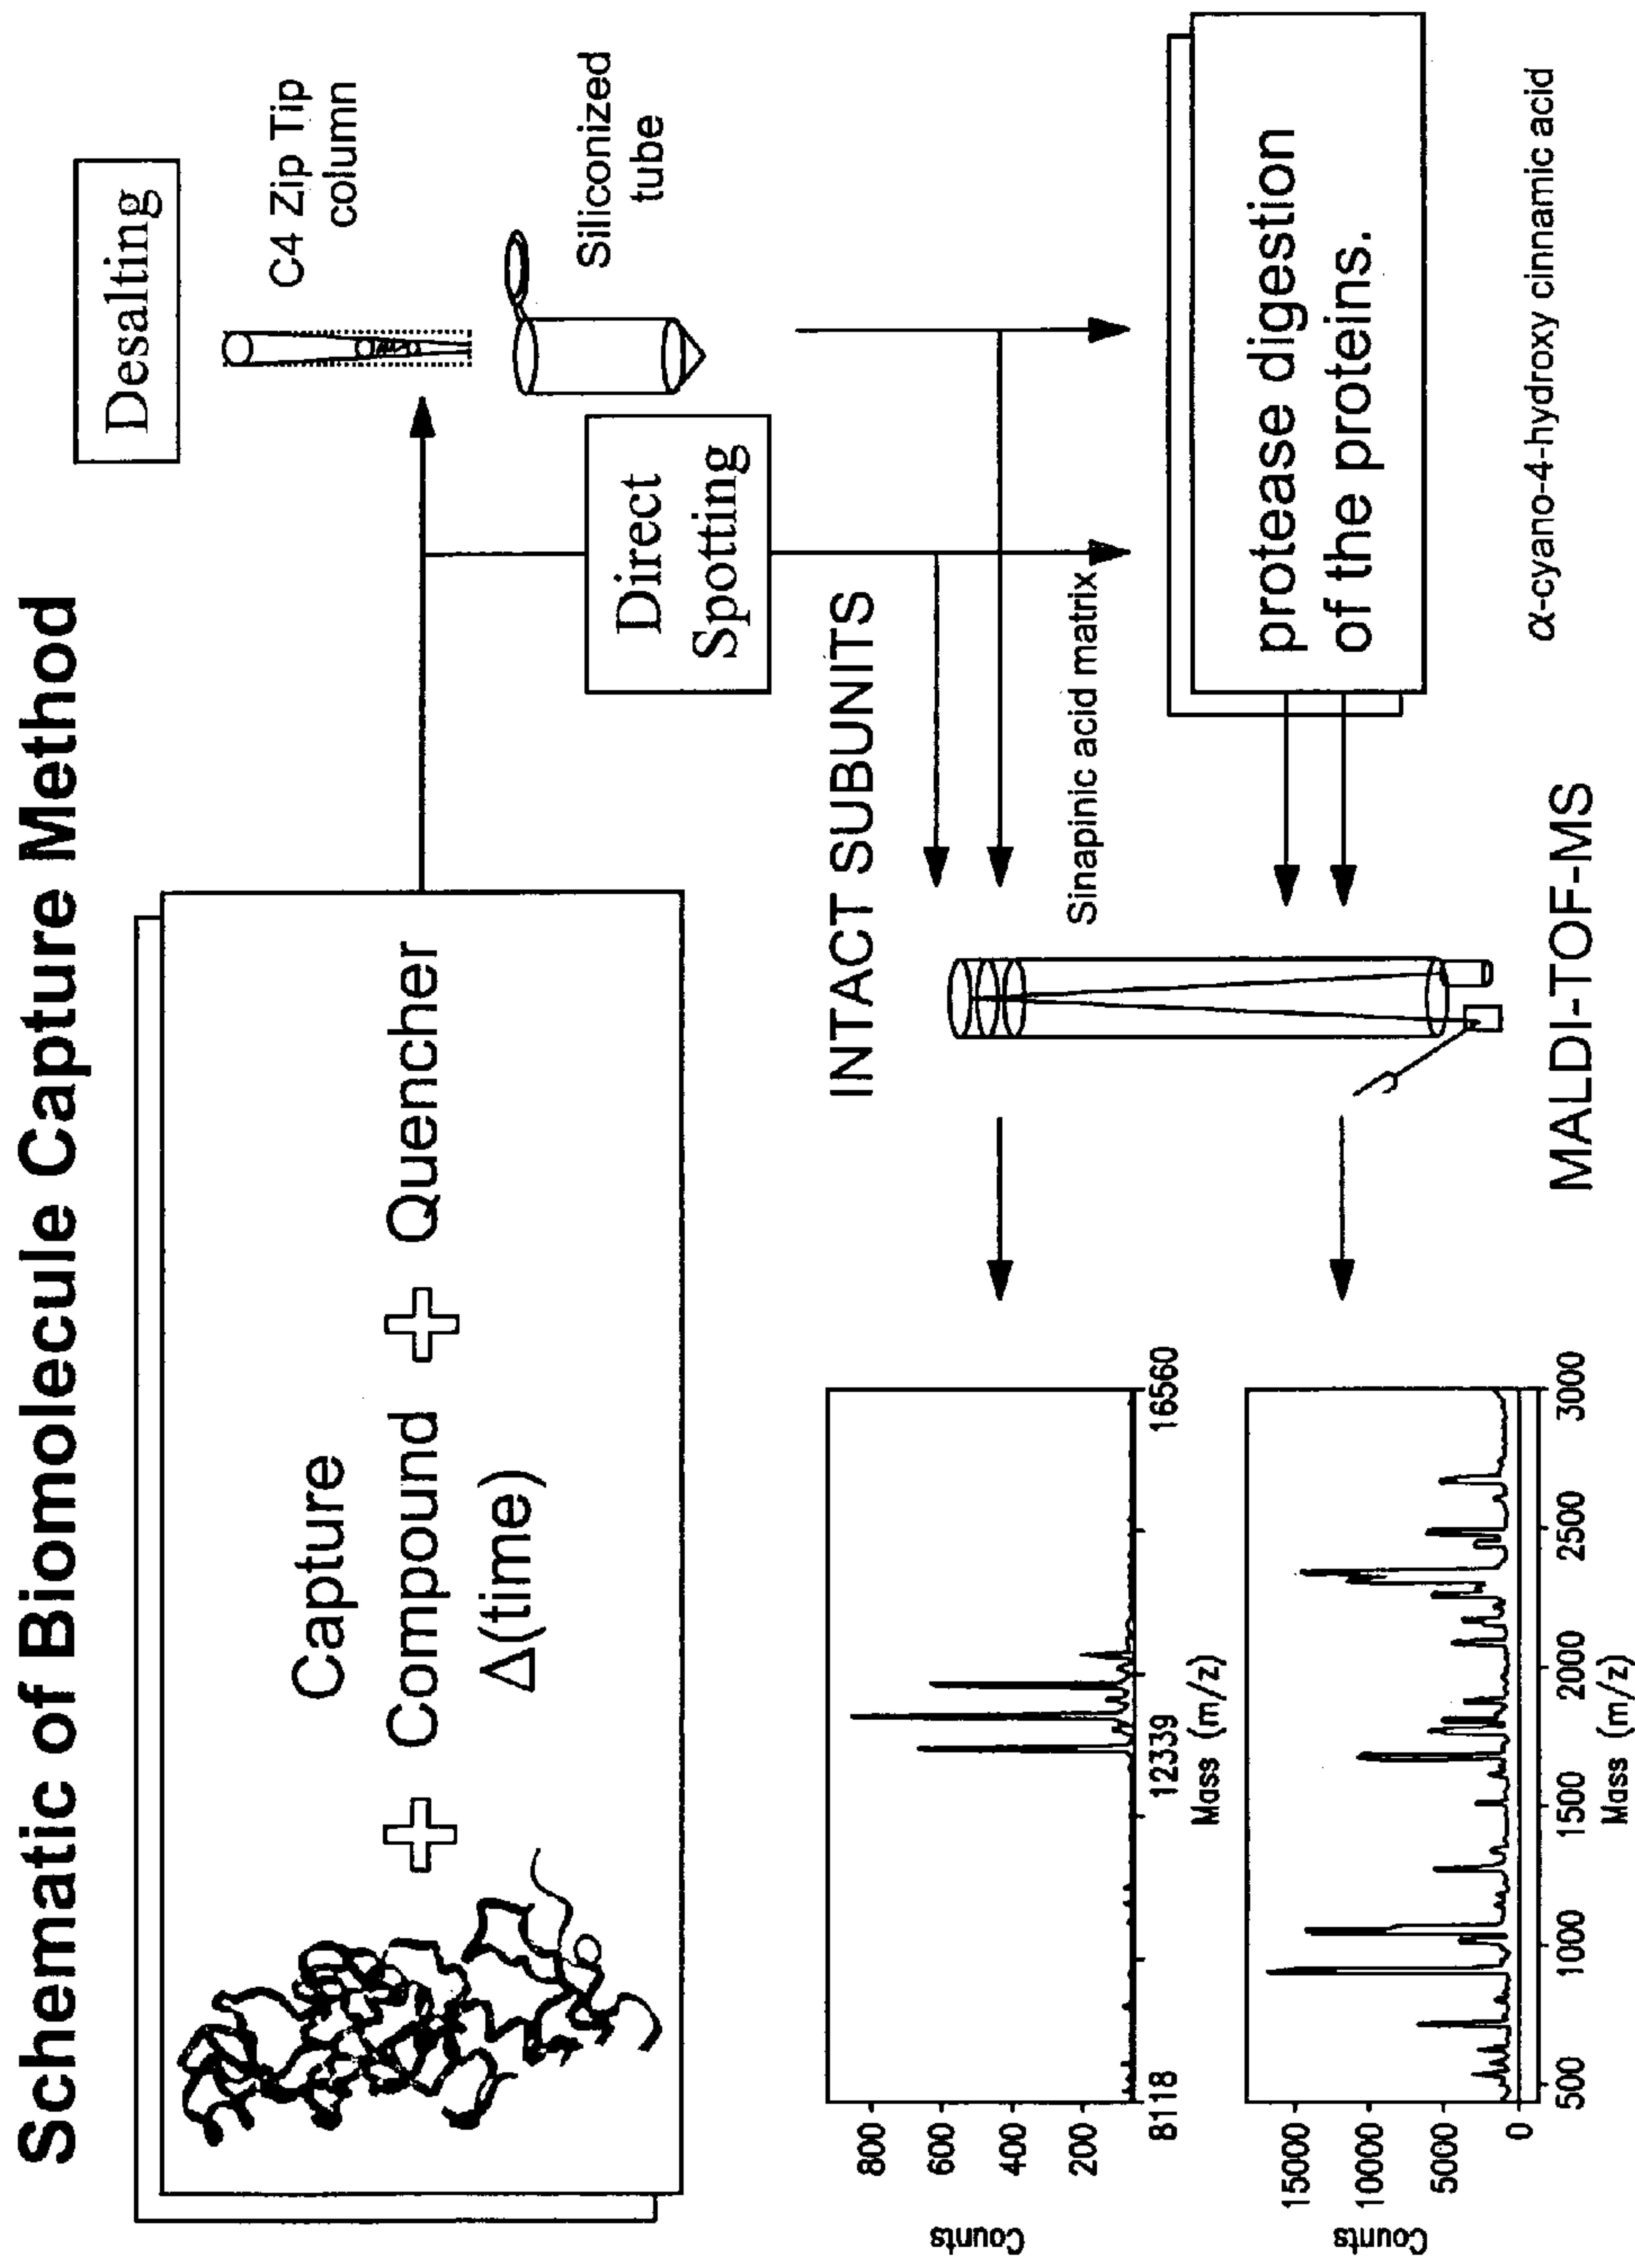 Schematic of Biomolecule Capture Method
Desalting
C4 Zip Tip
column
Siliconized
tube
Capture
+ Compound + Quencher
Δ(time)
Direct
Spotting
INTACT SUBUNITS
Sinapinic acid matrix
protease digestion
of the proteins.
α-cyano-4-hydroxy cinnamic acid
MALDI-TOF-MS
Counts
800
600
400
200
8118
12339
16560
Mass (m/z)
Counts
15000
10000
5000
0
500
1000
1500
2000
2500
3000
Mass (m/z)